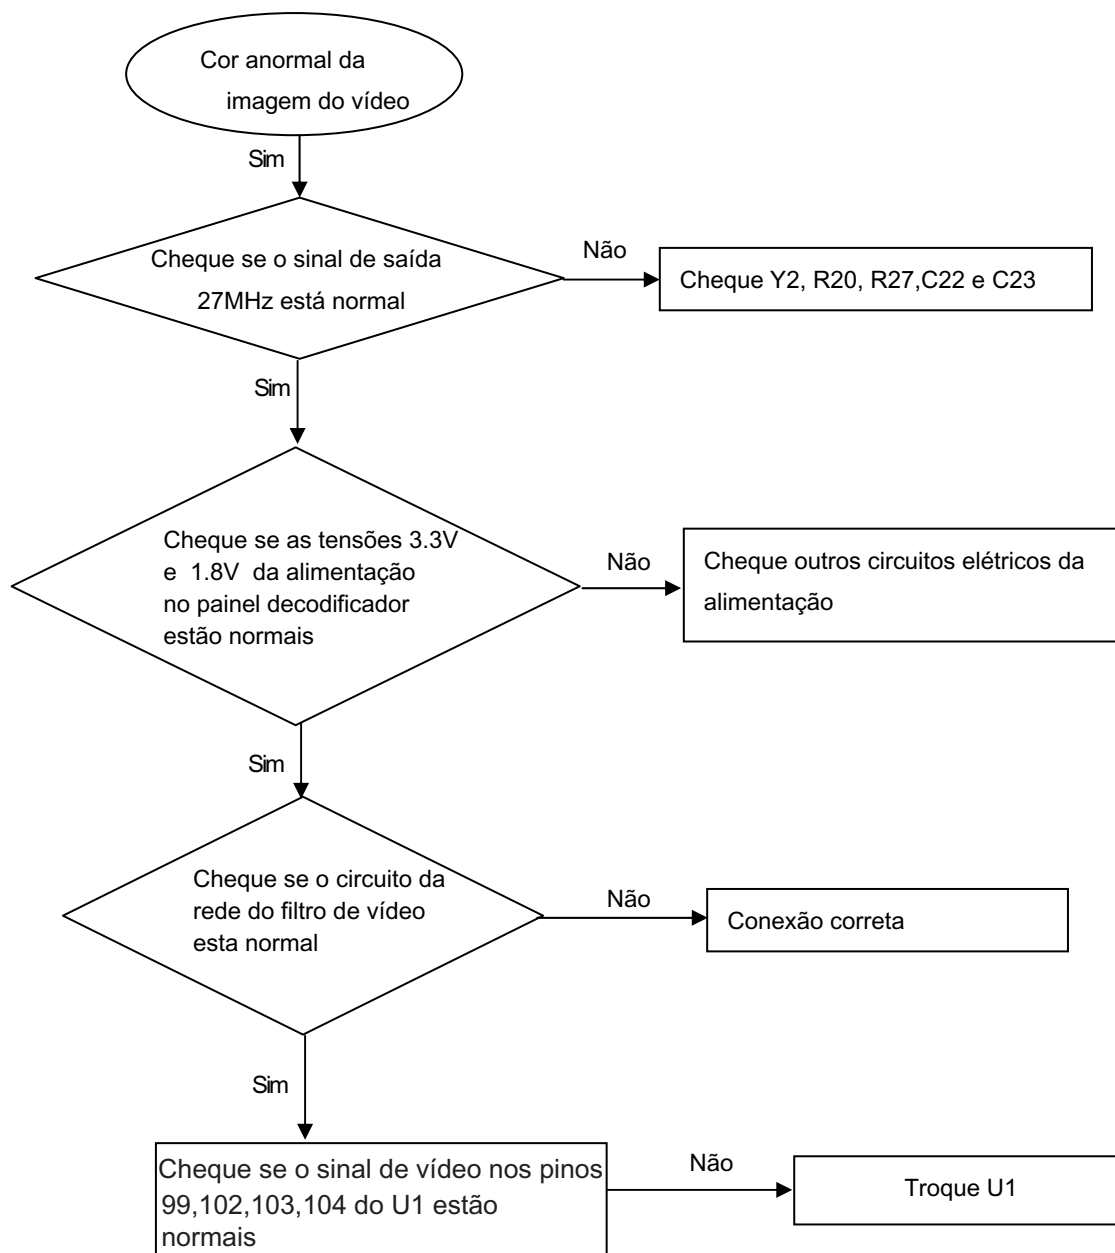 Cor anormal da
imagem do vídeo
Sim
Cheque se o sinal de saída
27MHz está normal
Não
Cheque Y2, R20, R27,C22 e C23
Sim
Cheque se as tensões 3.3V
e 1.8V da alimentação
no painel decodificador
estão normais
Não
Cheque outros circuitos elétricos da
alimentação
Sim
Cheque se o circuito da
rede do filtro de vídeo
esta normal
Não
Conexão correta
Sim
Cheque se o sinal de vídeo nos pinos
99,102,103,104 do U1 estão
normais
Não
Troque U1